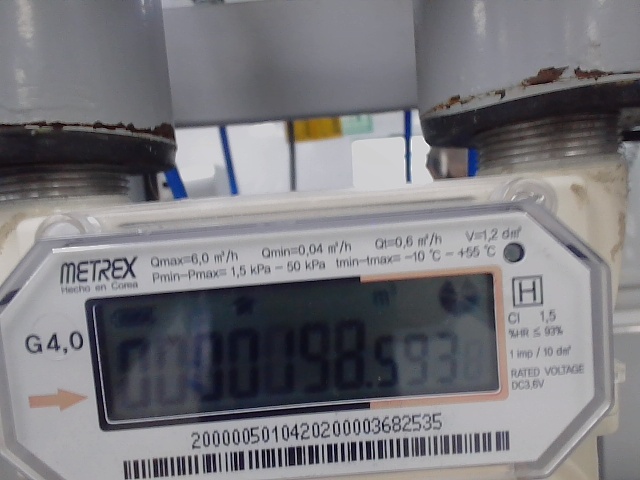 METREX
Hecho en Corea
Qmax=6,0 m³/h Qmin=0,04 m³/h Qt=0,6 m³/h V=1,2 dm³
Pmin-Pmax= 1,5 kPa - 50 kPa tmin-tmax= -10 °C - +55 °C
G4,0
H
Cl 1,5
%HR ≤ 93%
1 imp / 10 dm³
RATED VOLTAGE
DC3,6V
m³
20000050104202000003682535